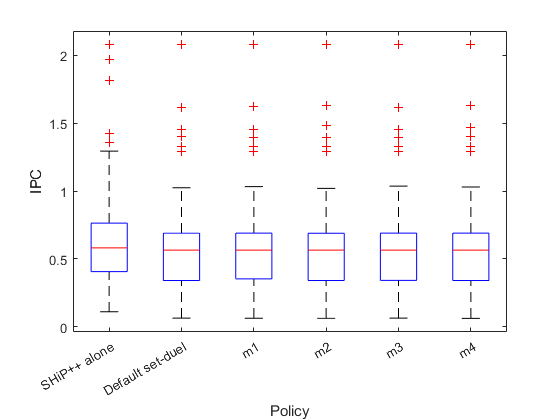 2
1.5
1
0.5
0
IPC
SHiP++ alone
Default set-duel
m1
m2
m3
m4
Policy